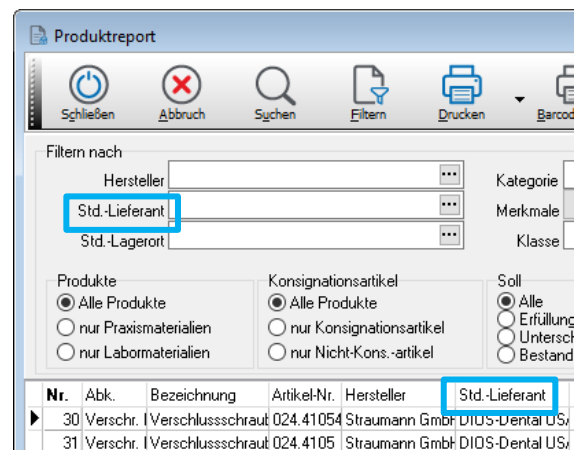 Produktreport
Schließen Abbruch Suchen Filtern Drucken Barcod
Filtern nach
Hersteller ... Kategorie
Std.-Lieferant ... Merkmale
Std.-Lagerort ... Klasse
Produkte Konsignationsartikel Soll
Alle Produkte Alle Produkte Alle
nur Praxismaterialien nur Konsignationsartikel Erfüllung
nur Labormaterialien nur Nicht-Kons.-artikel Untersch
Bestand
Nr. Abk. Bezeichnung Artikel-Nr. Hersteller Std.-Lieferant
30 Verschr. Verschlussschraub 024.41054 Straumann GmbH DIOS-Dental USA
31 Verschr. Verschlussschraub 024.4105 Straumann GmbH DIOS-Dental USA